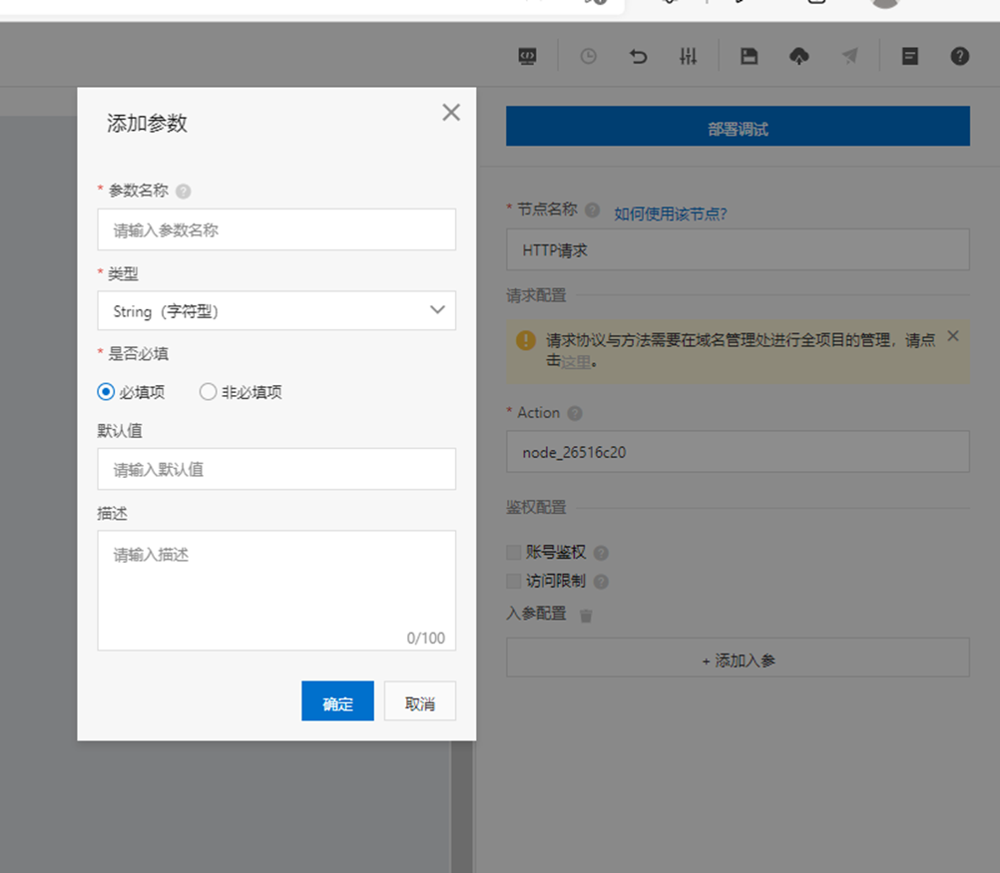 添加参数
* 参数名称
请输入参数名称
* 类型
String（字符型）
* 是否必填
必填项
非必填项
默认值
请输入默认值
描述
请输入描述
0/100
确定
取消
部署调试
* 节点名称 如何使用该节点?
HTTP请求
请求配置
请求协议与方法需要在域名管理处进行全项目的管理，请点
击这里。
* Action
node_26516c20
鉴权配置
账号鉴权
访问限制
入参配置
+ 添加入参